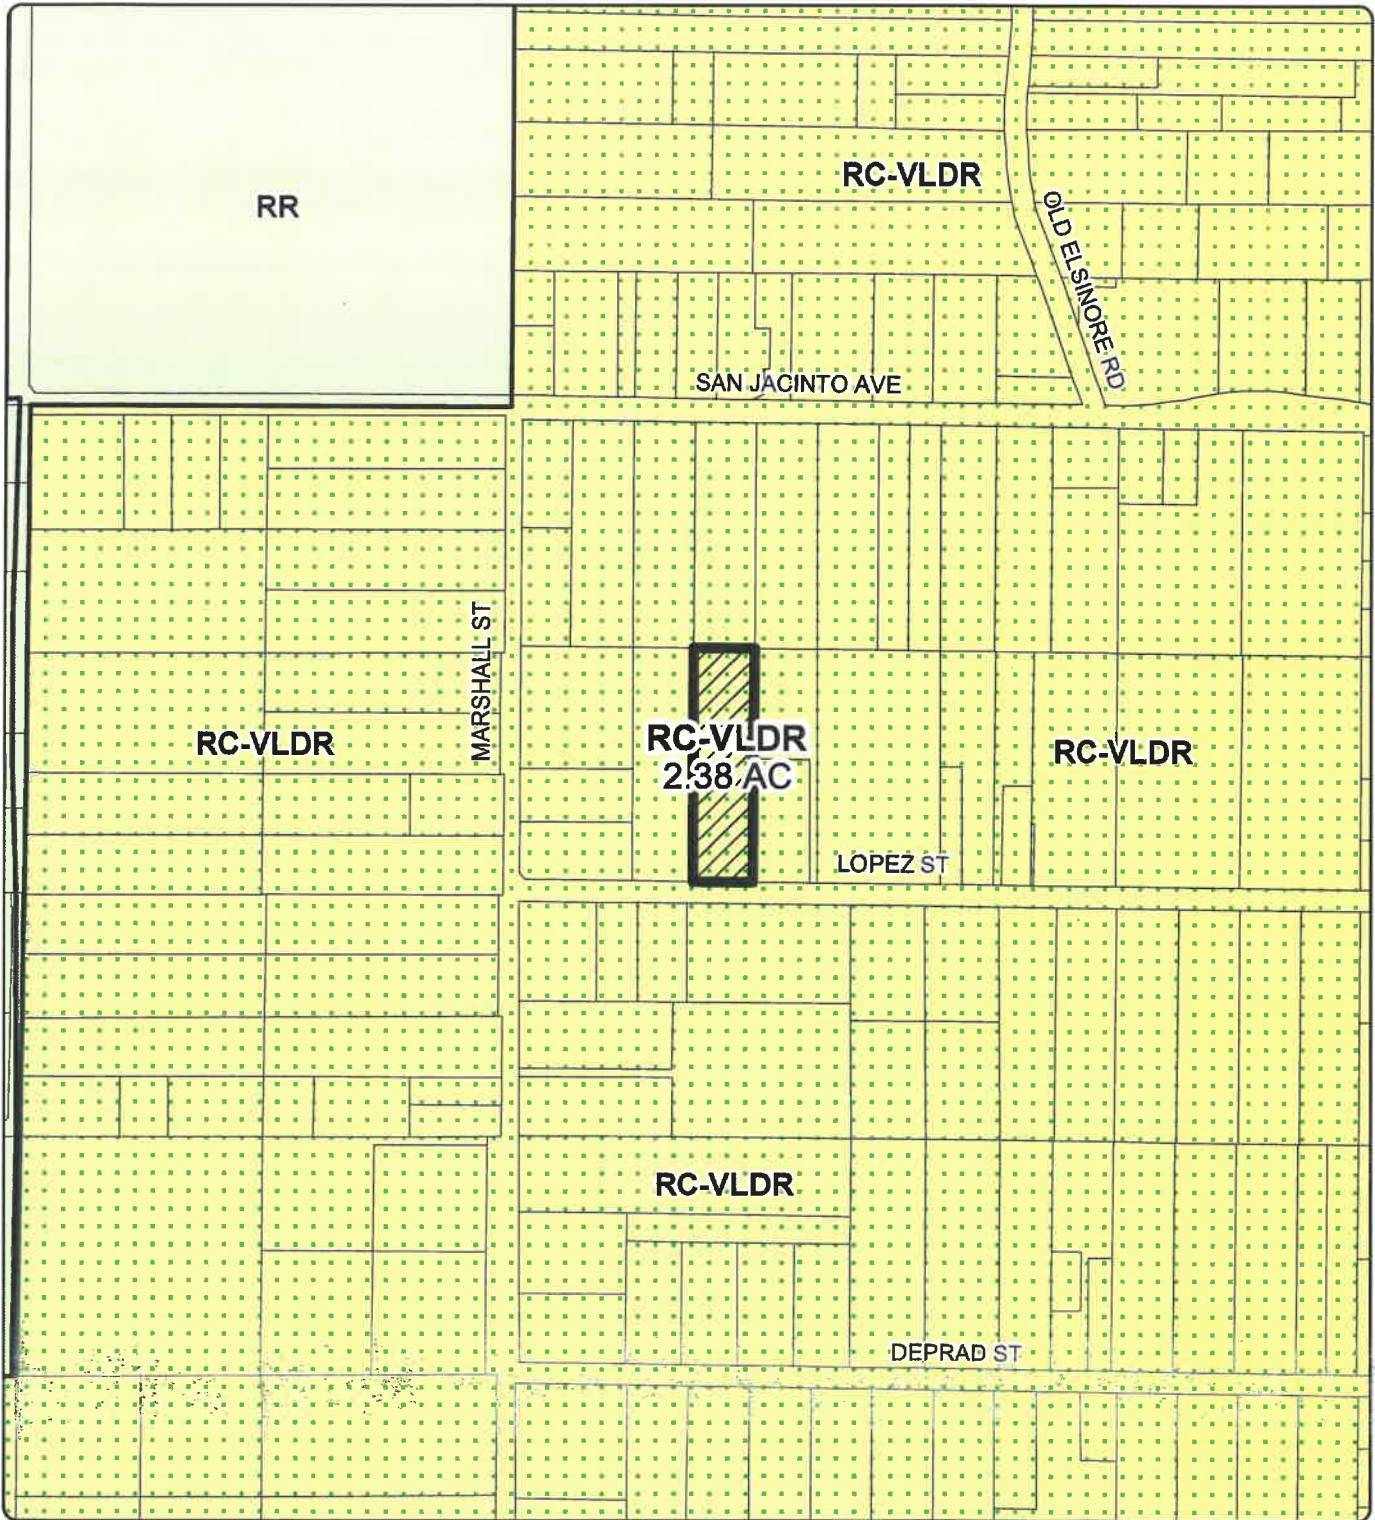 RC-VLDR
RR
OLD ELSINORE RD
SAN JACINTO AVE
MARSHALL ST
RC-VLDR
RC-VLDR
2.38 AC
RC-VLDR
LOPEZ ST
RC-VLDR
DEPRAD ST